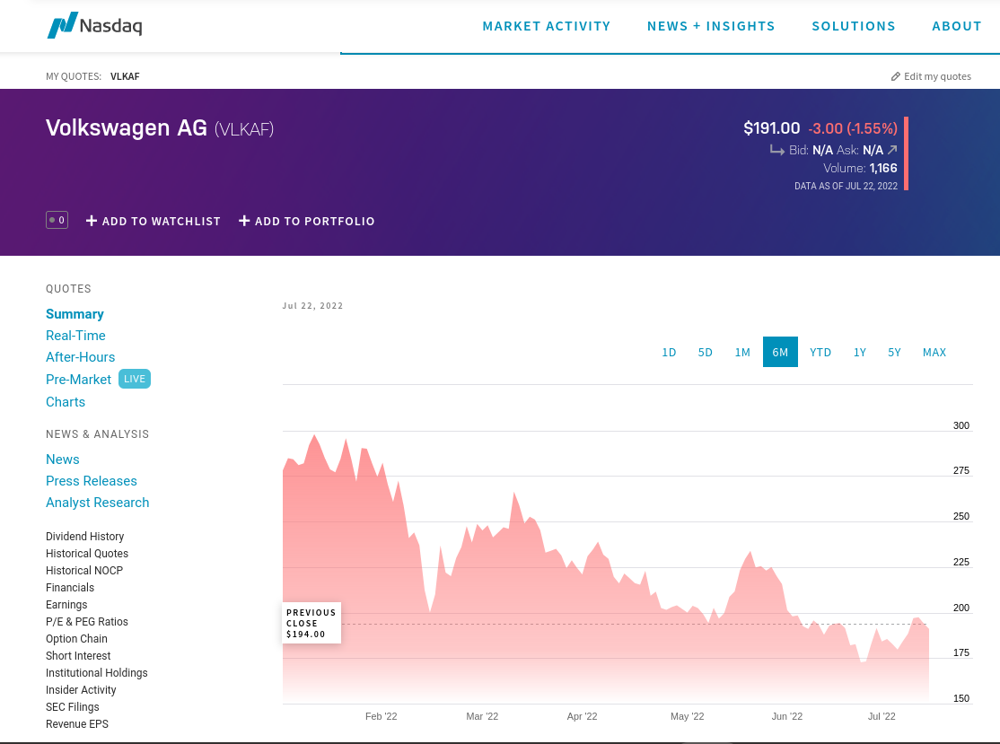 Nasdaq
MARKET ACTIVITY NEWS + INSIGHTS SOLUTIONS ABOUT
MY QUOTES: VLKAF Edit my quotes
Volkswagen AG (VLKAF)
$191.00 -3.00 (-1.55%)
Bid: N/A Ask: N/A
Volume: 1,166
DATA AS OF JUL 22, 2022
0 ADD TO WATCHLIST ADD TO PORTFOLIO
QUOTES
Summary
Real-Time
After-Hours
Pre-Market LIVE
Charts
NEWS & ANALYSIS
News
Press Releases
Analyst Research
Dividend History
Historical Quotes
Historical NOCP
Financials
Earnings
P/E & PEG Ratios
Option Chain
Short Interest
Institutional Holdings
Insider Activity
SEC Filings
Revenue EPS
Jul 22, 2022
1D 5D 1M 6M YTD 1Y 5Y MAX
300
275
250
225
200
175
150
PREVIOUS
CLOSE
$194.00
Feb '22 Mar '22 Apr '22 May '22 Jun '22 Jul '22